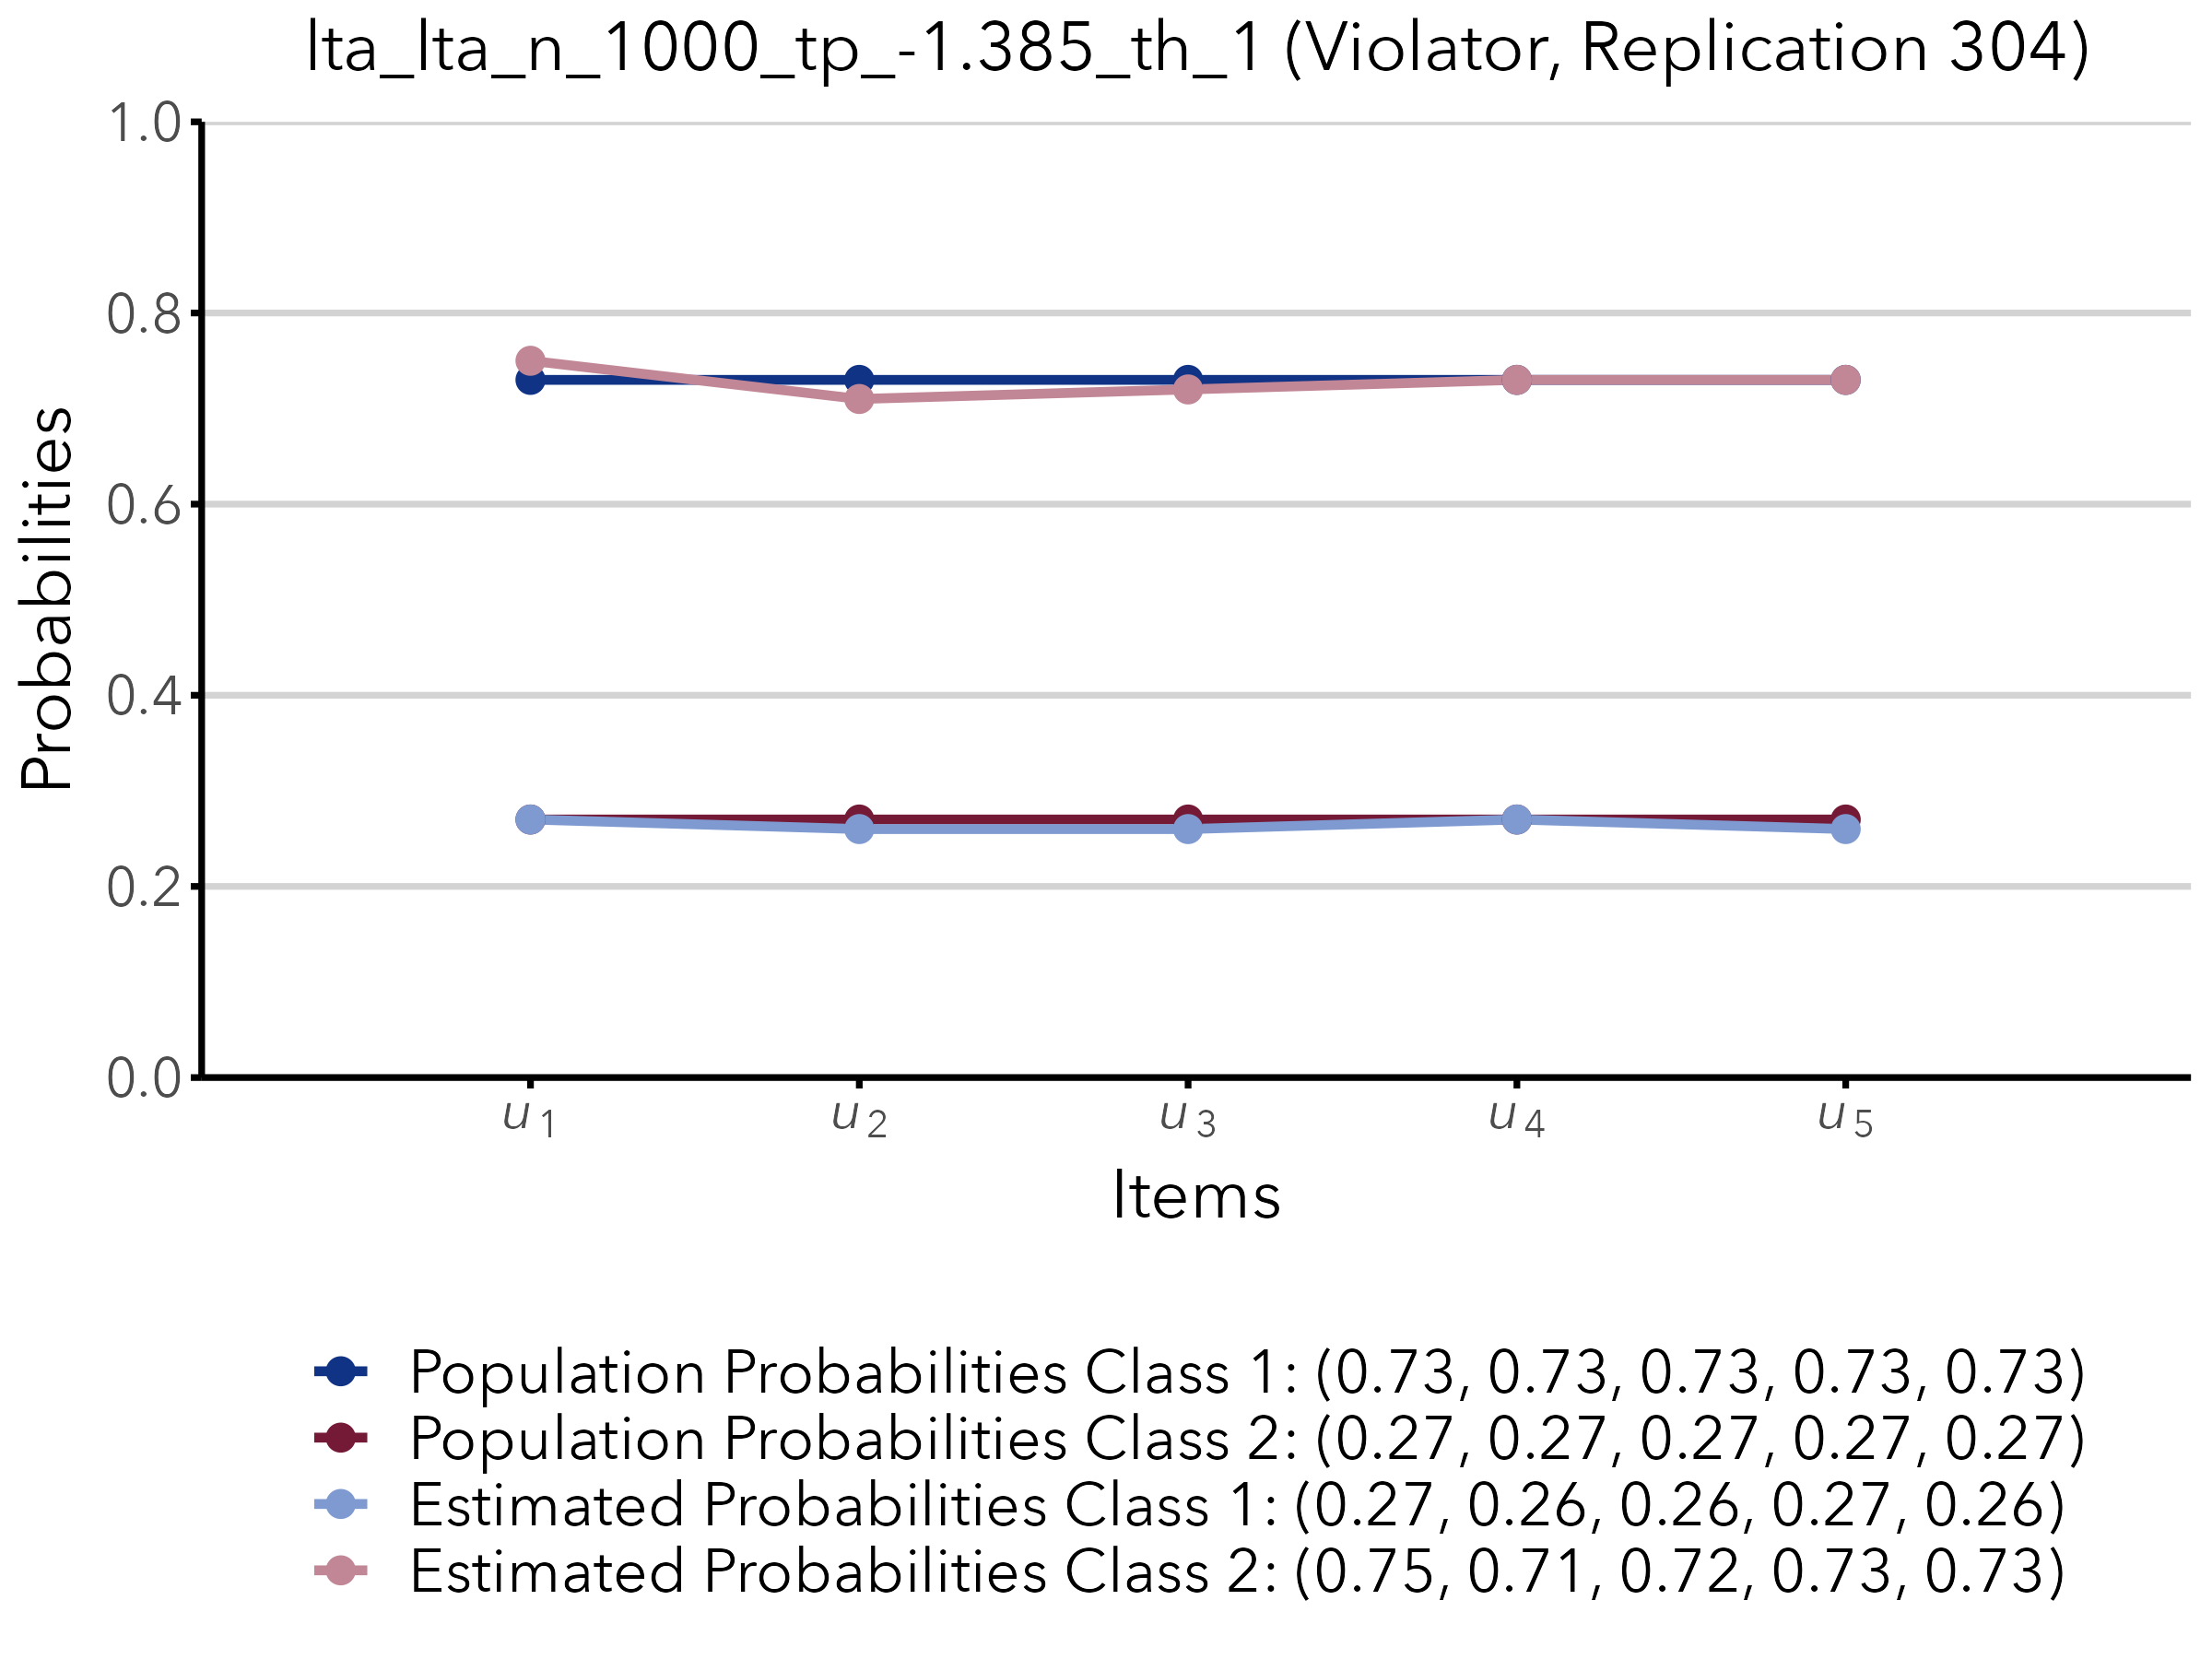 lta_lta_n_1000_tp_-1.385_th_1 (Violator, Replication 304)
Probabilities
1.0
0.8
0.6
0.4
0.2
0.0
u1 u2 u3 u4 u5
Items
Population Probabilities Class 1: (0.73, 0.73, 0.73, 0.73, 0.73)
Population Probabilities Class 2: (0.27, 0.27, 0.27, 0.27, 0.27)
Estimated Probabilities Class 1: (0.27, 0.26, 0.26, 0.27, 0.26)
Estimated Probabilities Class 2: (0.75, 0.71, 0.72, 0.73, 0.73)